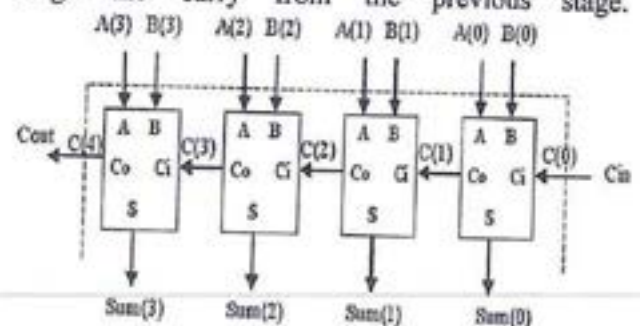 from the previous stage.
A(3) B(3) A(2) B(2) A(1) B(1) A(0) B(0)
A B A B A B A B
Cout C(4) C(3) C(2) C(1) C(0) Cin
Co Ci Co Ci Co Ci Co Ci
S S S S
Sum(3) Sum(2) Sum(1) Sum(0)